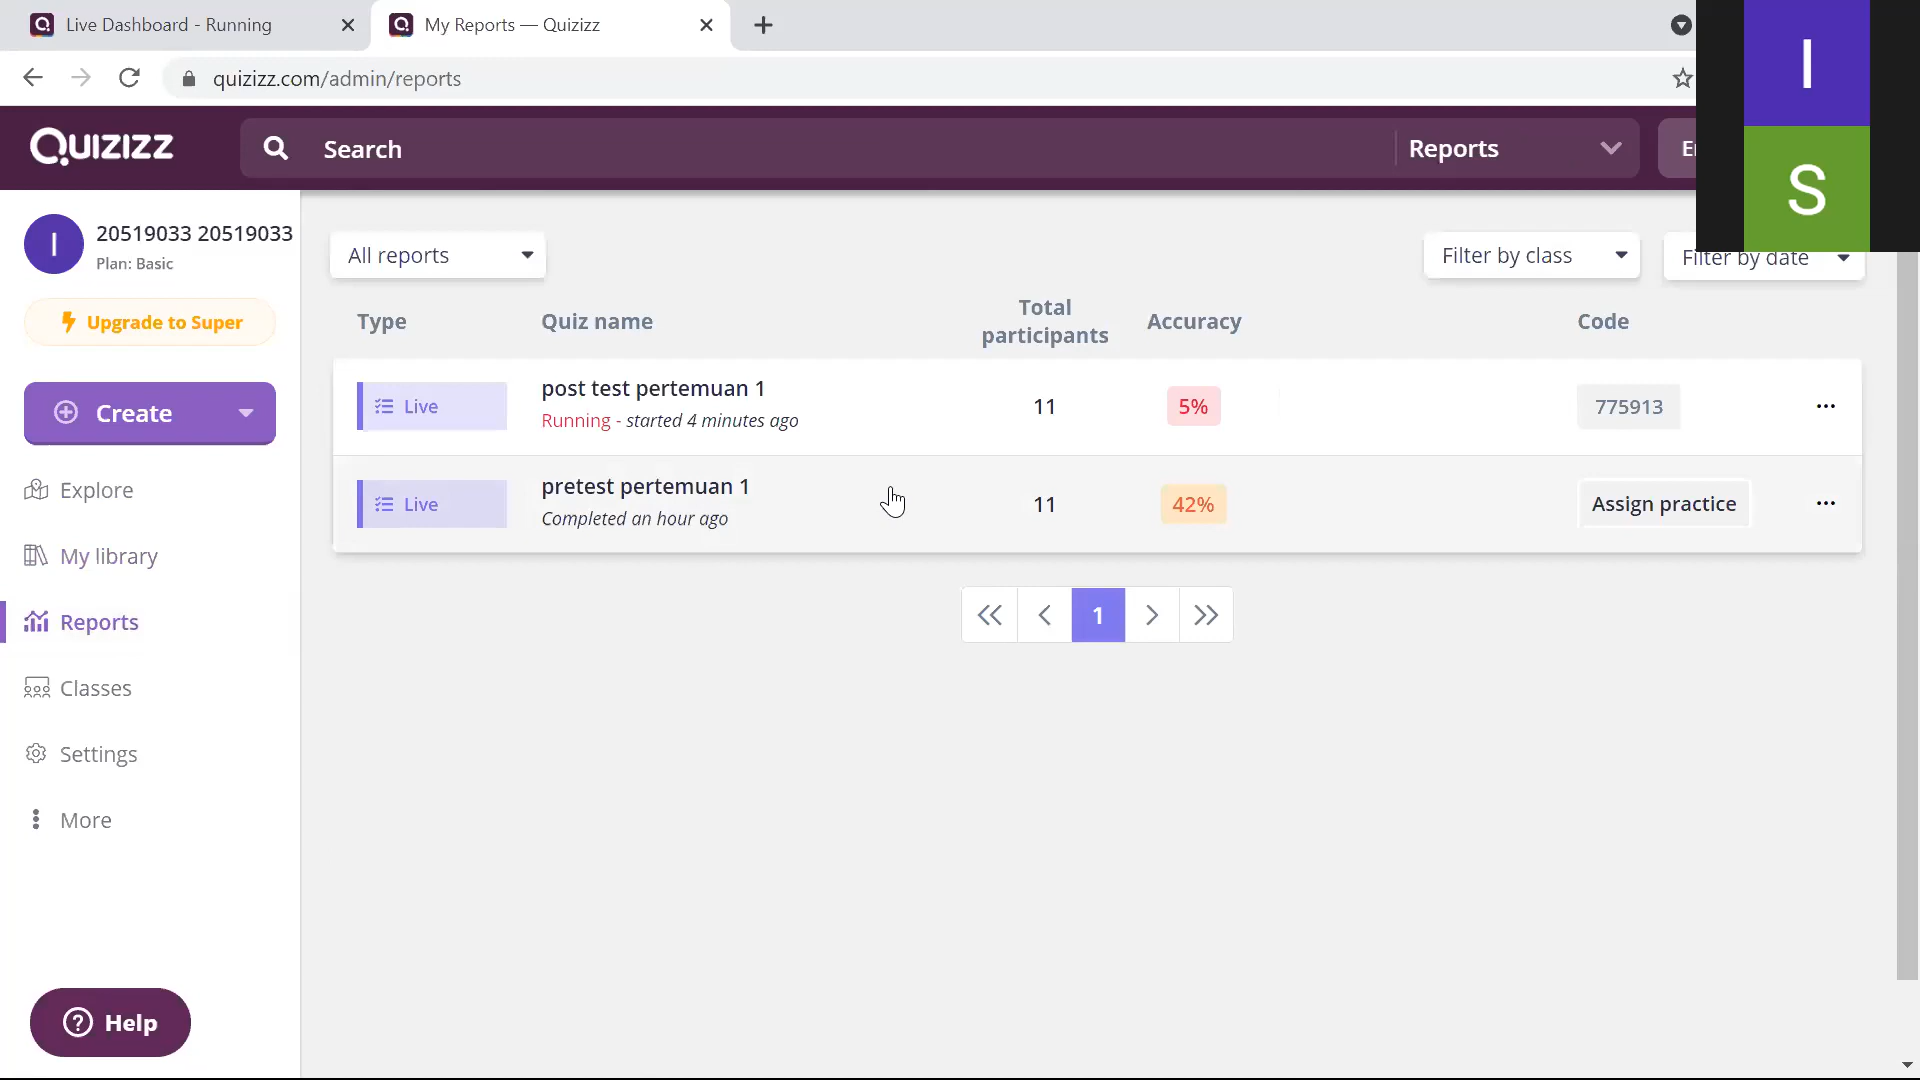 Live Dashboard - Running
My Reports — Quizizz
quizizz.com/admin/reports
Quizizz
Search
Reports
I
S
I
20519033 20519033
Plan: Basic
All reports
Filter by class
Filter by date
Upgrade to Super
Type
Quiz name
Total participants
Accuracy
Code
Create
Live
post test pertemuan 1
Running - started 4 minutes ago
11
5%
775913
Live
pretest pertemuan 1
Completed an hour ago
11
42%
Assign practice
Explore
My library
Reports
Classes
Settings
More
1
Help